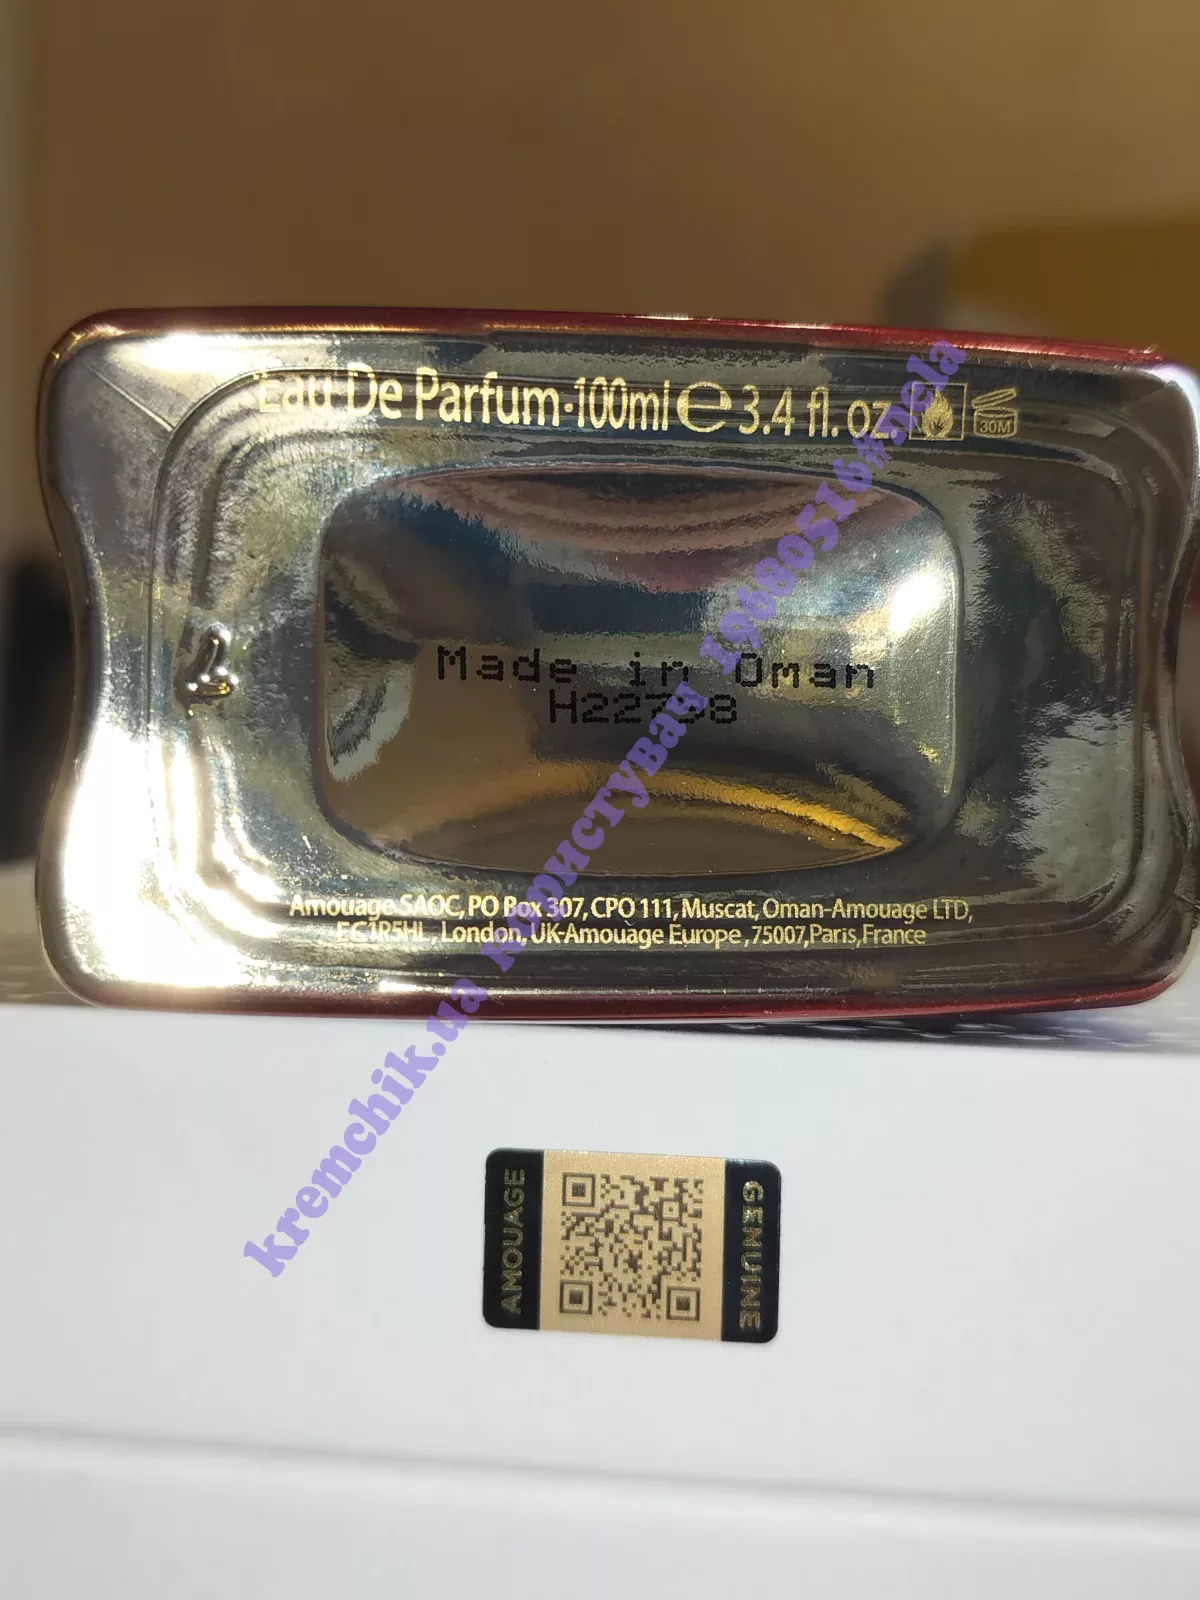 Eau De Parfum·100ml ℮ 3.4 fl. oz.
30M
Made in Oman
Amouage SAOC, PO Box 307, CPO 111, Muscat, Oman-Amouage LTD,
EC1R5HL, London, UK-Amouage Europe, 75007, Paris, France
AMOUAGE
GENUINE
kremchik.ua